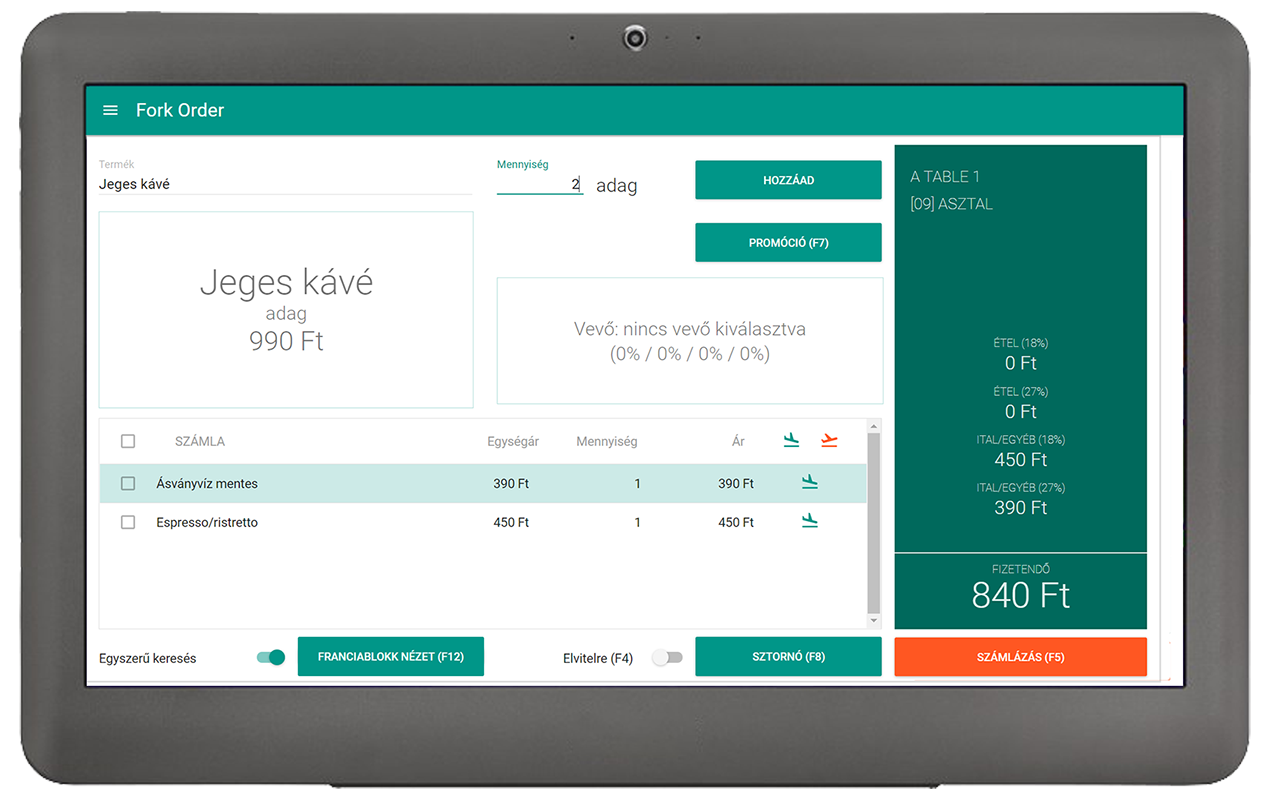 Fork Order
Termék
Jeges kávé
Mennyiség
2 adag
HOZZÁAD
PROMÓCIÓ (F7)
Jeges kávé
adag
990 Ft
Vevő: nincs vevő kiválasztva
(0% / 0% / 0% / 0%)
SZÁMLA Egységár Mennyiség Ár
Ásványvíz mentes 390 Ft 1 390 Ft
Espresso/ristretto 450 Ft 1 450 Ft
Egyszerű keresés
FRANCIABLOKK NÉZET (F12)
Elvitelre (F4)
SZTORNÓ (F8)
A TABLE 1
[09] ASZTAL
ÉTEL (18%)
0 Ft
ÉTEL (27%)
0 Ft
ITAL/EGYÉB (18%)
450 Ft
ITAL/EGYÉB (27%)
390 Ft
FIZETENDŐ
840 Ft
SZÁMLÁZÁS (F5)